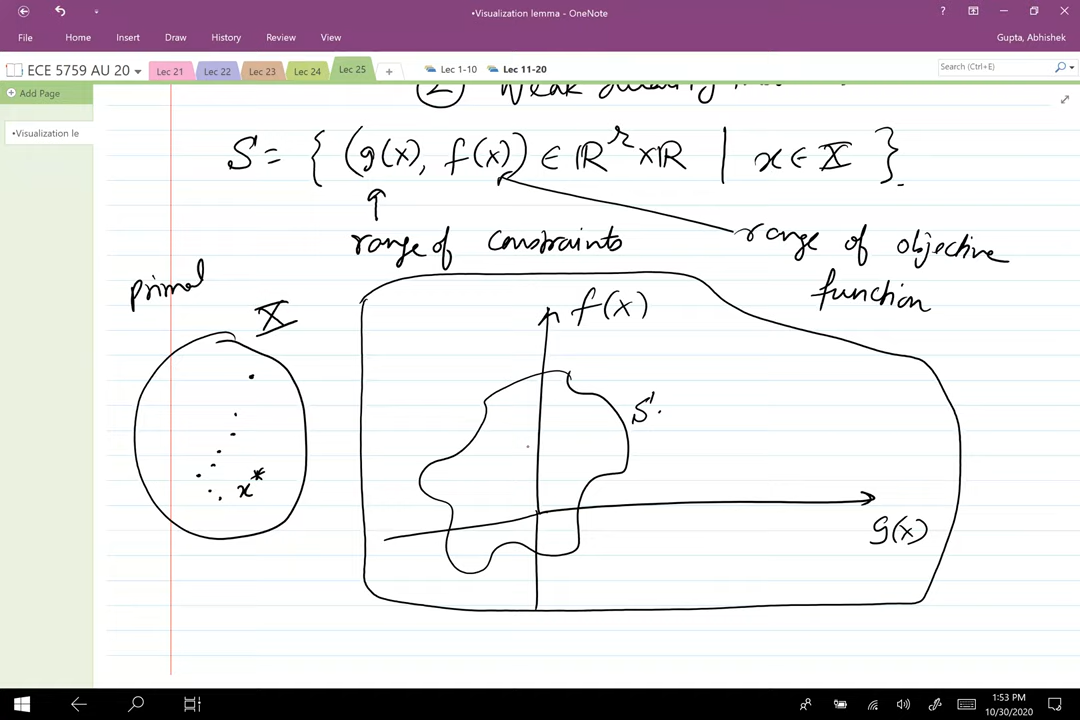 •Visualization lemma - OneNote
?
File Home Insert Draw History Review View
Gupta, Abhishek
ECE 5759 AU 20
Lec 21 Lec 22 Lec 23 Lec 24 Lec 25 +
Lec 1-10 Lec 11-20
Search (Ctrl+E)
+ Add Page
•Visualization le
② Weak
S = { (g(x), f(x)) ∈ ℝ^r × ℝ | x ∈ X }.
range of constraints
range of objective
function
primal
X
f(x)
S.
x*
g(x)
1:53 PM
10/30/2020